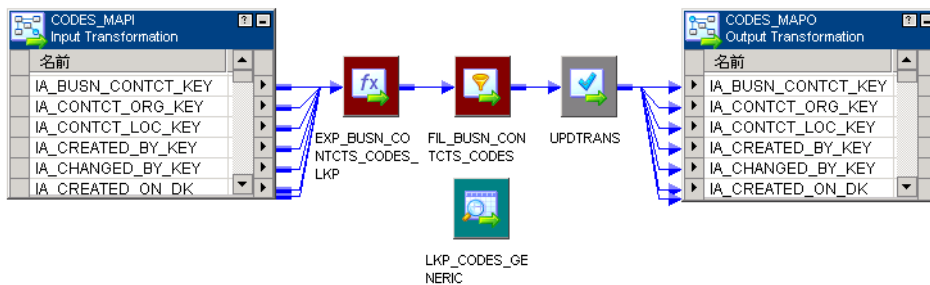 CODES_MAPI
Input Transformation
名前
IA_BUSN_CONTCT_KEY
IA_CONTCT_ORG_KEY
IA_CONTCT_LOC_KEY
IA_CREATED_BY_KEY
IA_CHANGED_BY_KEY
IA_CREATED_ON_DK
EXP_BUSN_CO
NTCTS_CODES_
LKP
FIL_BUSN_CON
TCTS_CODES
UPDTRANS
LKP_CODES_GE
NERIC
CODES_MAPO
Output Transformation
名前
IA_BUSN_CONTCT_KEY
IA_CONTCT_ORG_KEY
IA_CONTCT_LOC_KEY
IA_CREATED_BY_KEY
IA_CHANGED_BY_KEY
IA_CREATED_ON_DK